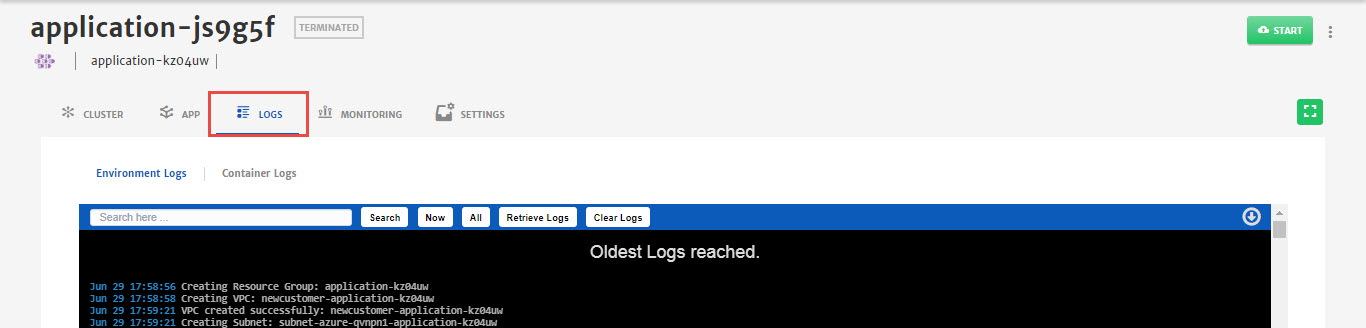 application-js9g5f TERMINATED START
application-kz04uw
CLUSTER APP LOGS MONITORING SETTINGS
Environment Logs Container Logs
Search here ... Search Now All Retrieve Logs Clear Logs
Oldest Logs reached.
Jun 29 17:58:56 Creating Resource Group: application-kz04uw
Jun 29 17:58:58 Creating VPC: newcustomer-application-kz04uw
Jun 29 17:59:21 VPC created successfully: newcustomer-application-kz04uw
Jun 29 17:59:21 Creating Subnet: subnet-azure-qvnpn1-application-kz04uw